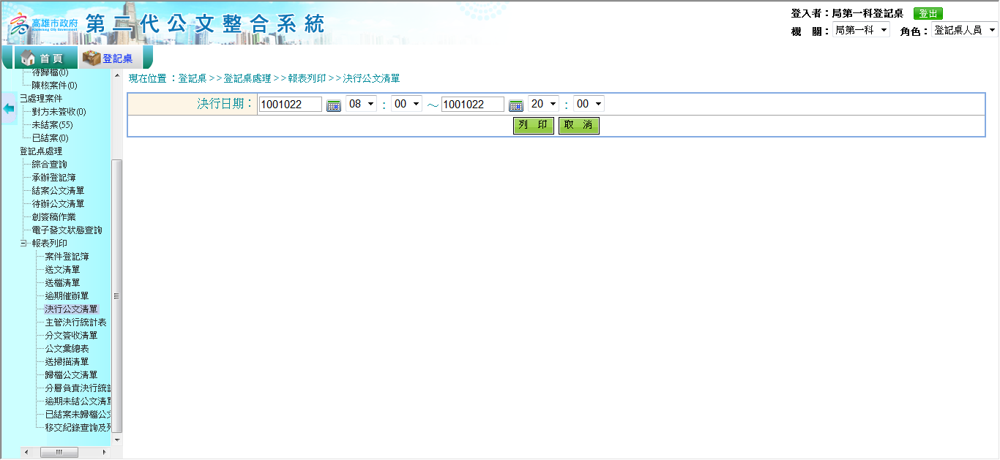 高雄市政府 第二代公文整合系統
登入者：局第一科登記桌 登出
機 關：局第一科 角色：登記桌人員
首頁 登記桌
現在位置：登記桌>>登記桌處理>>報表列印>>決行公文清單
決行日期： 1001022 08 : 00 ～ 1001022 20 : 00
列 印 取 消
待歸檔(0)
陳核案件(0)
已處理案件
對方未簽收(0)
未結案(55)
已結案(0)
登記桌處理
綜合查詢
承辦登記簿
結案公文清單
待辦公文清單
創簽稿作業
電子發文狀態查詢
報表列印
案件登記簿
送文清單
送檔清單
逾期催辦單
決行公文清單
主管決行統計表
分文簽收清單
公文彙總表
送掃描清單
歸檔公文清單
分層負責決行統計
逾期未結公文清單
已結案未歸檔公文
移交紀錄查詢及列